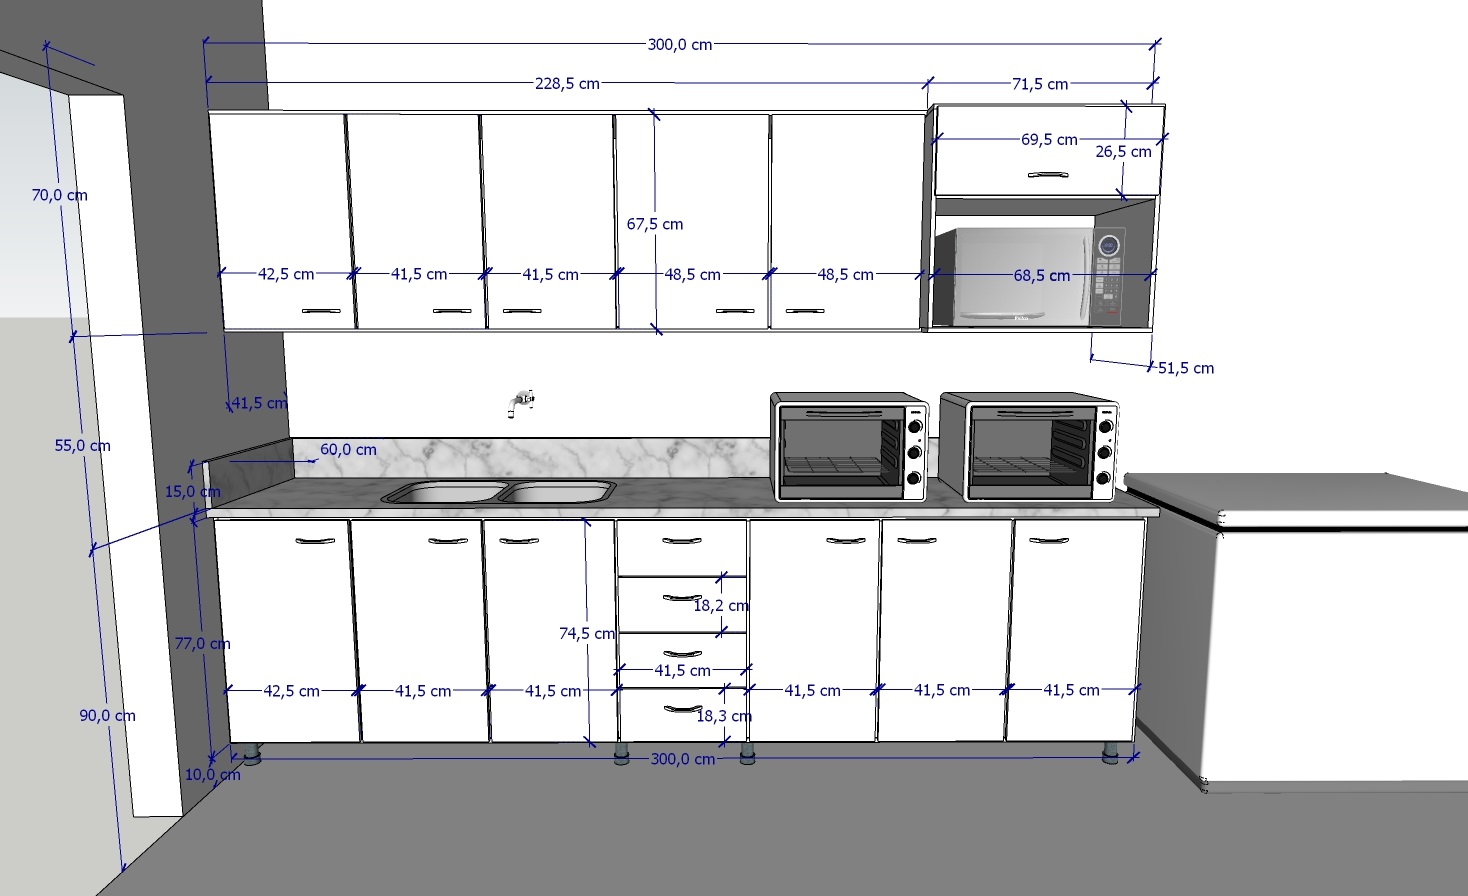 300,0 cm
228,5 cm
71,5 cm
69,5 cm
26,5 cm
70,0 cm
67,5 cm
42,5 cm
41,5 cm
41,5 cm
48,5 cm
48,5 cm
68,5 cm
51,5 cm
41,5 cm
55,0 cm
60,0 cm
15,0 cm
18,2 cm
74,5 cm
77,0 cm
41,5 cm
42,5 cm
41,5 cm
41,5 cm
41,5 cm
41,5 cm
41,5 cm
90,0 cm
18,3 cm
300,0 cm
10,0 cm